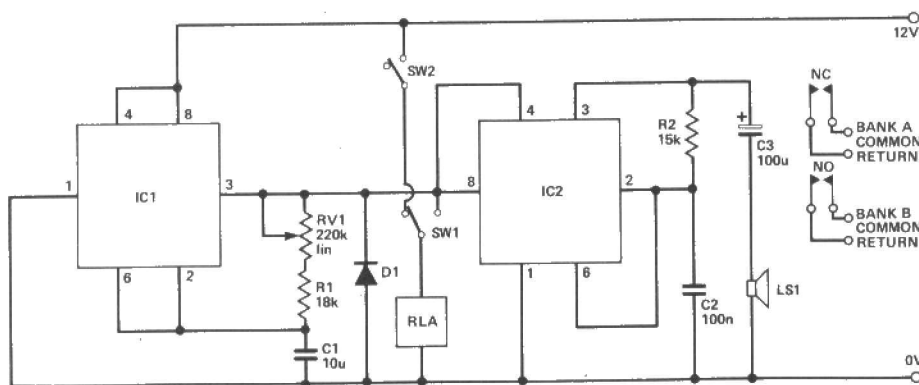 12V
SW2
NC
4
8
4
3
R2
15k
+
C3
100u
BANK A
COMMON
RETURN
1
IC1
3
8
IC2
2
NO
RV1
220k
lin
SW1
BANK B
COMMON
RETURN
6
2
D1
1
6
LS1
R1
18k
RLA
C2
100n
C1
10u
0V